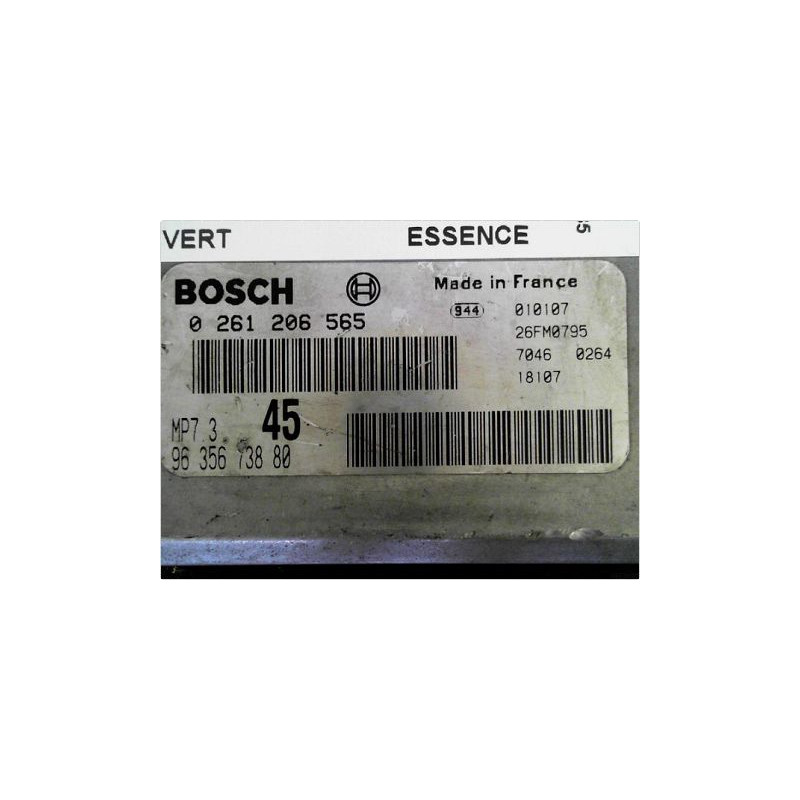 VERT ESSENCE 35
BOSCH Made in France
0 261 206 565 944 010107
26FM0795
7046 0264
18107
MP7 3 45
96 356 738 80